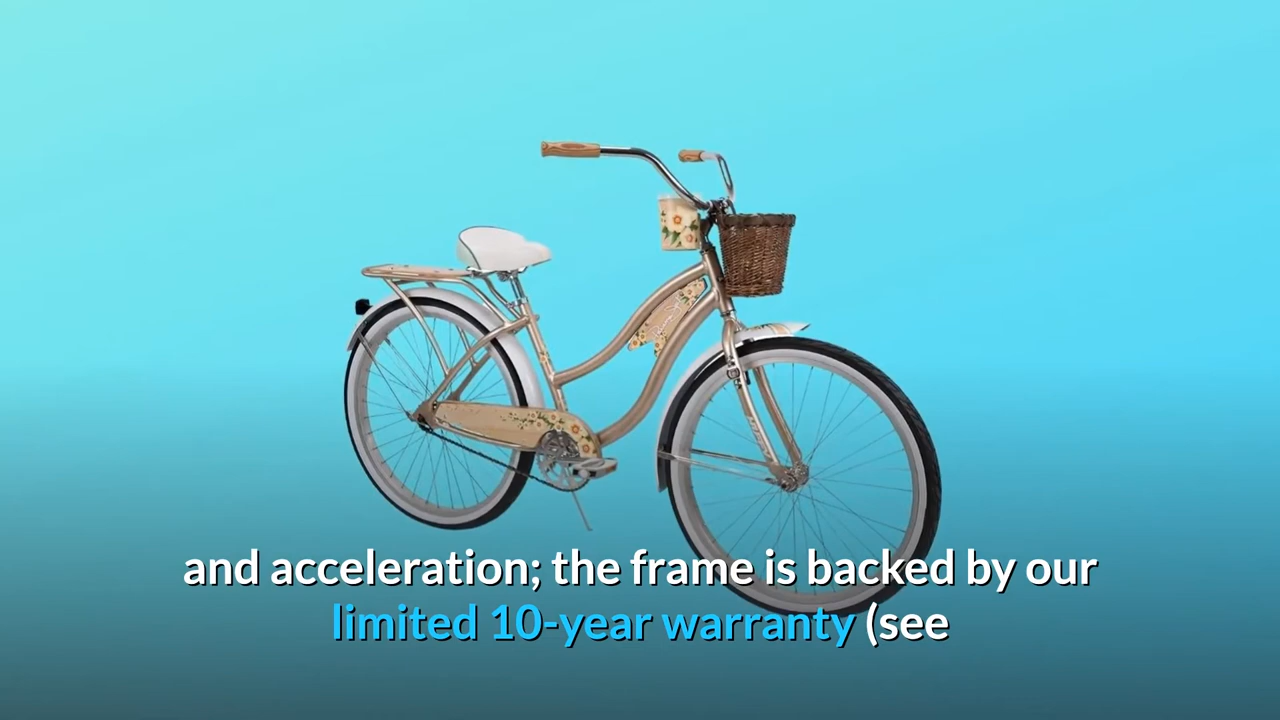 and acceleration; the frame is backed by our
limited 10-year warranty (see